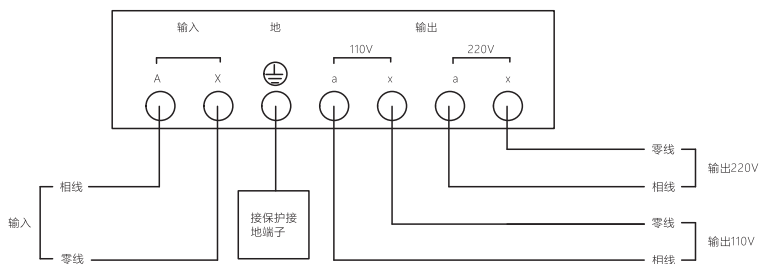 输入 地 输出
110V 220V
A X a x a x
零线
输出220V
相线 相线
接保护接
地端子
输入 零线
输出110V
零线 相线